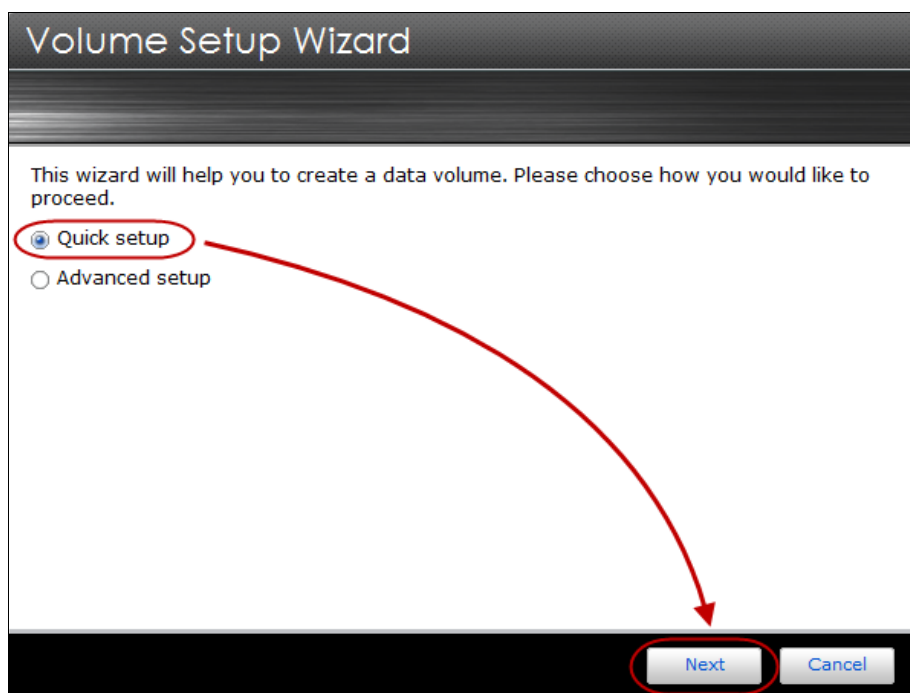 Volume Setup Wizard
This wizard will help you to create a data volume. Please choose how you would like to
proceed.
Quick setup
Advanced setup
Next
Cancel